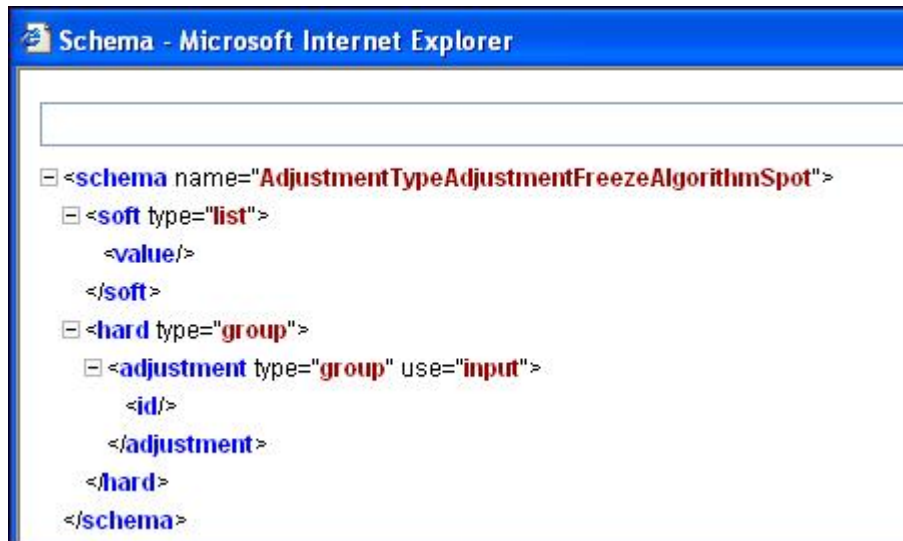 Schema - Microsoft Internet Explorer
<schema name="AdjustmentTypeAdjustmentFreezeAlgorithmSpot">
<soft type="list">
<value/>
</soft>
<hard type="group">
<adjustment type="group" use="input">
<id/>
</adjustment>
</hard>
</schema>